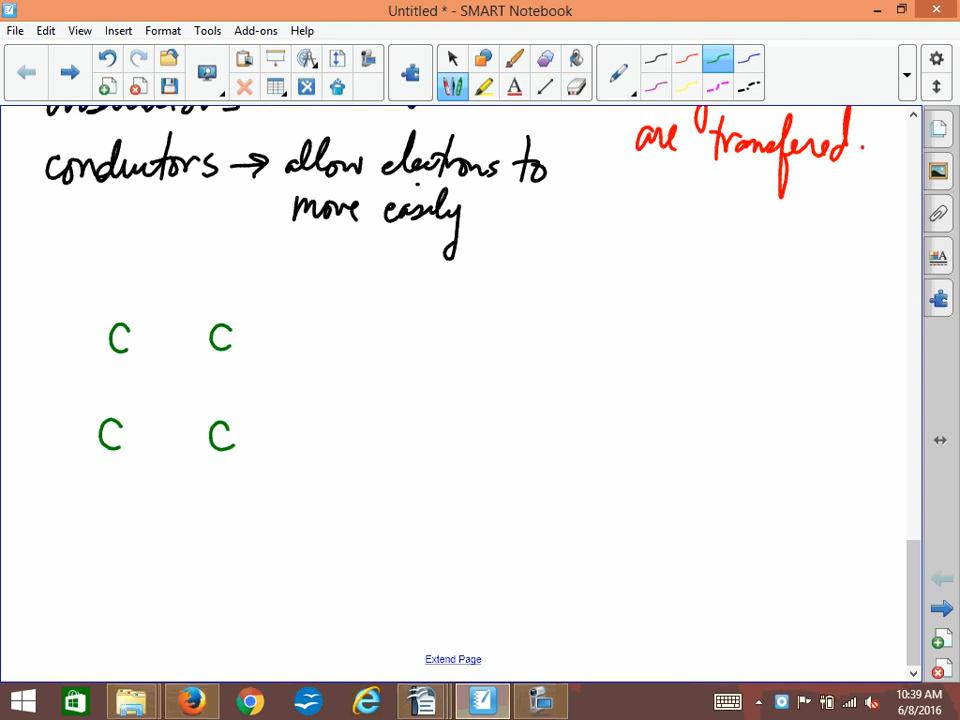 Untitled * - SMART Notebook
File Edit View Insert Format Tools Add-ons Help
conductors → allow electrons to
move easily
are transfered.
C C
C C
Extend Page
10:39 AM
6/8/2016